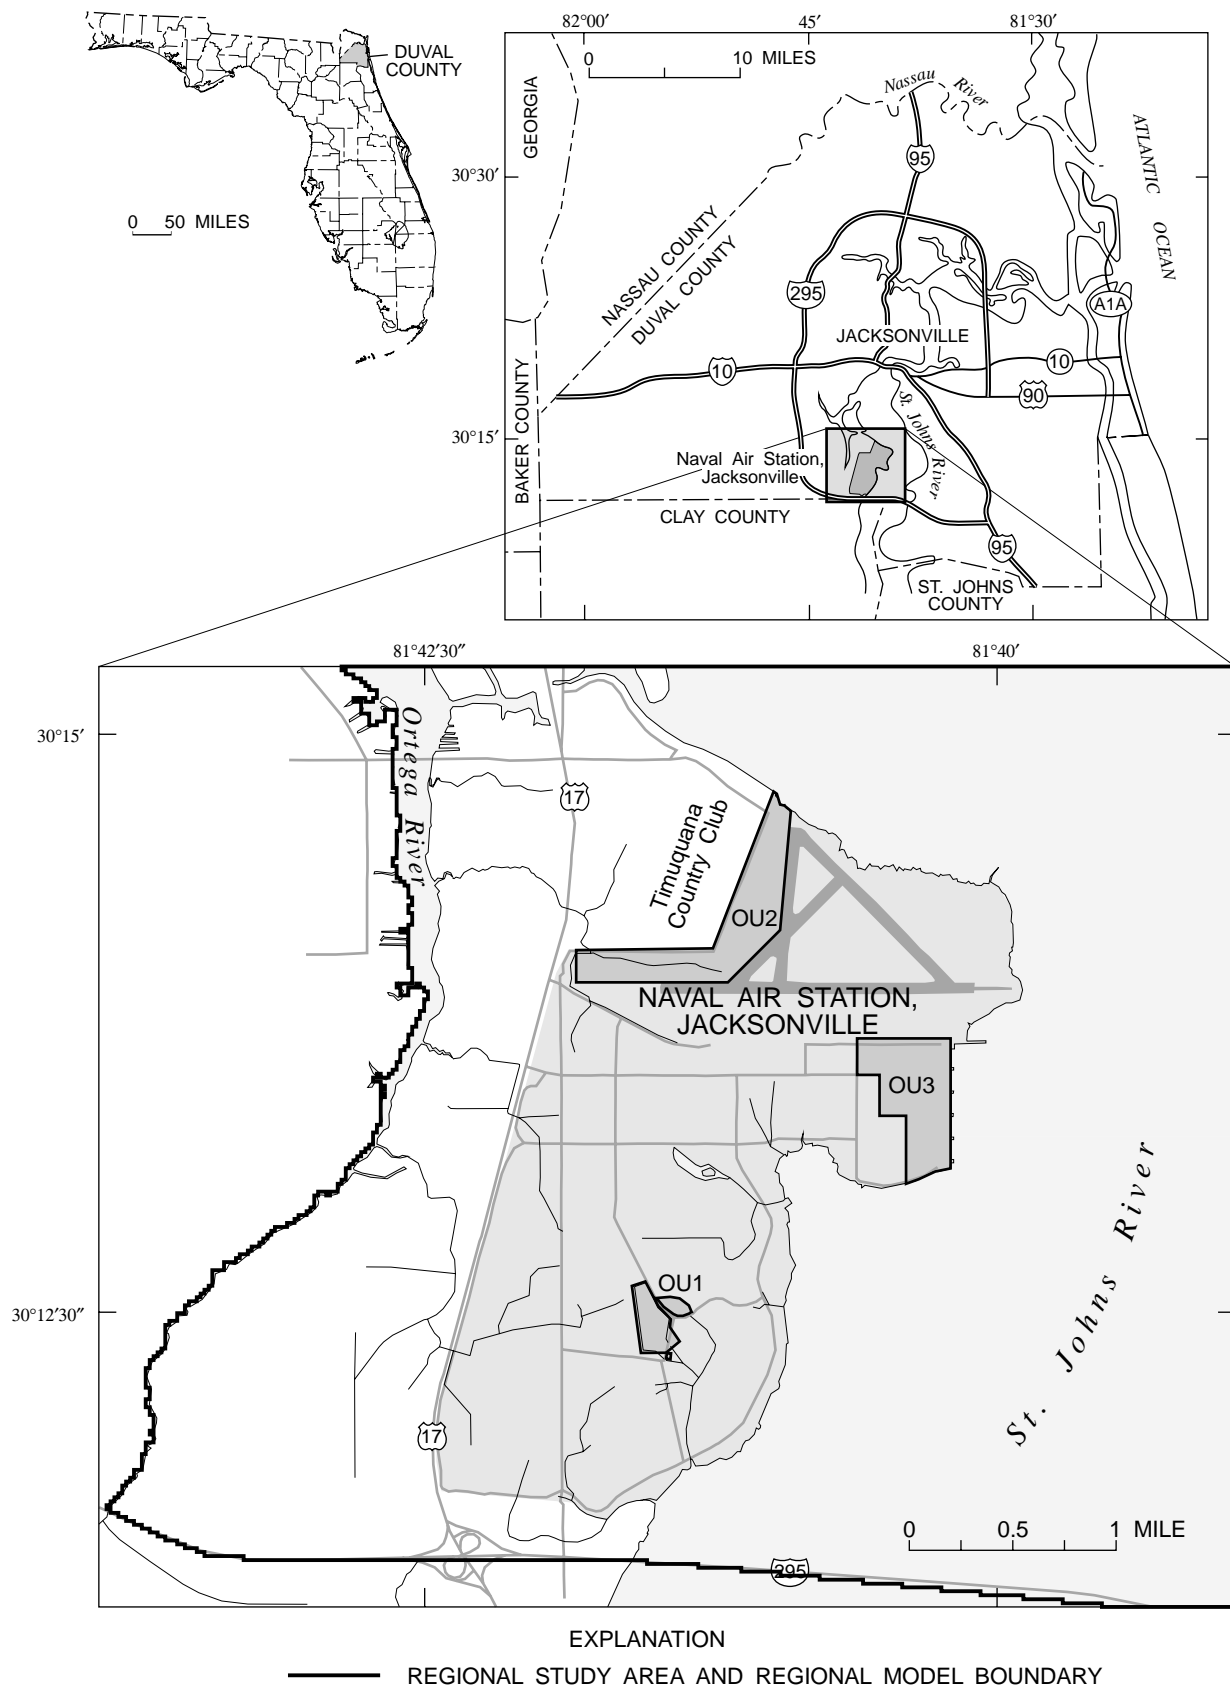 DUVAL
COUNTY
0 50 MILES
82°00′ 45′ 81°30′
0 10 MILES
Nassau River
GEORGIA
95
ATLANTIC OCEAN
30°30′
NASSAU COUNTY
DUVAL COUNTY
295
A1A
JACKSONVILLE
10
10
90
BAKER COUNTY
St. Johns River
30°15′
Naval Air Station,
Jacksonville
CLAY COUNTY
95
ST. JOHNS
COUNTY
81°42′30″ 81°40′
30°15′
Ortega River
17
Timuquana
Country Club
OU2
NAVAL AIR STATION,
JACKSONVILLE
OU3
St. Johns River
OU1
30°12′30″
17
0 0.5 1 MILE
295
EXPLANATION
REGIONAL STUDY AREA AND REGIONAL MODEL BOUNDARY